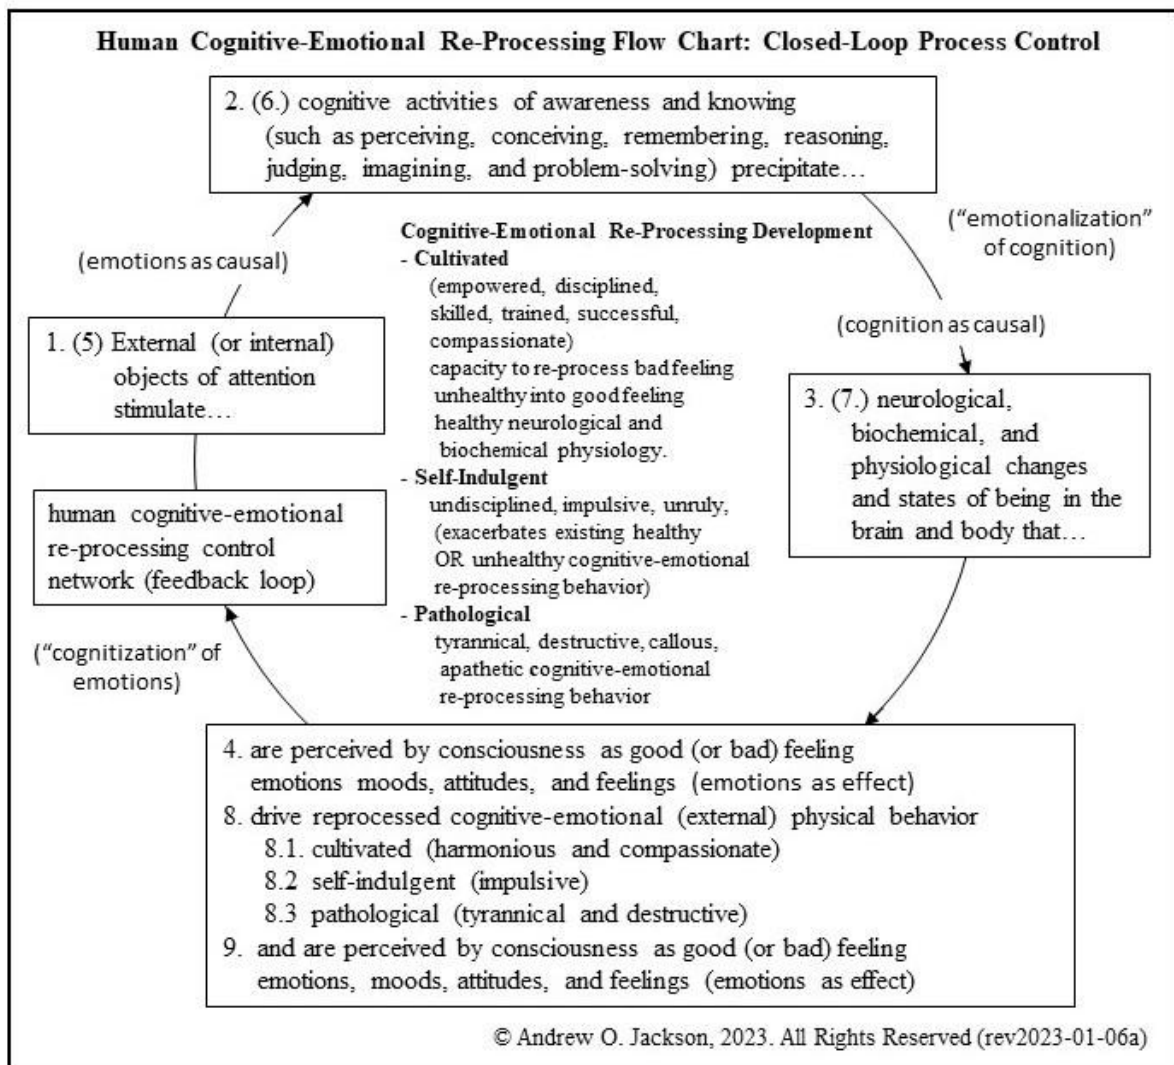 Human Cognitive-Emotional Re-Processing Flow Chart: Closed-Loop Process Control
2. (6.) cognitive activities of awareness and knowing
(such as perceiving, conceiving, remembering, reasoning,
judging, imagining, and problem-solving) precipitate…
("emotionalization"
of cognition)
(emotions as causal)
(cognition as causal)
1. (5) External (or internal)
objects of attention
stimulate…
human cognitive-emotional
re-processing control
network (feedback loop)
("cognitization" of
emotions)
Cognitive-Emotional Re-Processing Development
- Cultivated
(empowered, disciplined,
skilled, trained, successful,
compassionate)
capacity to re-process bad feeling
unhealthy into good feeling
healthy neurological and
biochemical physiology.
- Self-Indulgent
undisciplined, impulsive, unruly,
(exacerbates existing healthy
OR unhealthy cognitive-emotional
re-processing behavior)
- Pathological
tyrannical, destructive, callous,
apathetic cognitive-emotional
re-processing behavior
3. (7.) neurological,
biochemical, and
physiological changes
and states of being in the
brain and body that…
4. are perceived by consciousness as good (or bad) feeling
emotions moods, attitudes, and feelings (emotions as effect)
8. drive reprocessed cognitive-emotional (external) physical behavior
8.1. cultivated (harmonious and compassionate)
8.2 self-indulgent (impulsive)
8.3 pathological (tyrannical and destructive)
9. and are perceived by consciousness as good (or bad) feeling
emotions, moods, attitudes, and feelings (emotions as effect)
© Andrew O. Jackson, 2023. All Rights Reserved (rev2023-01-06a)